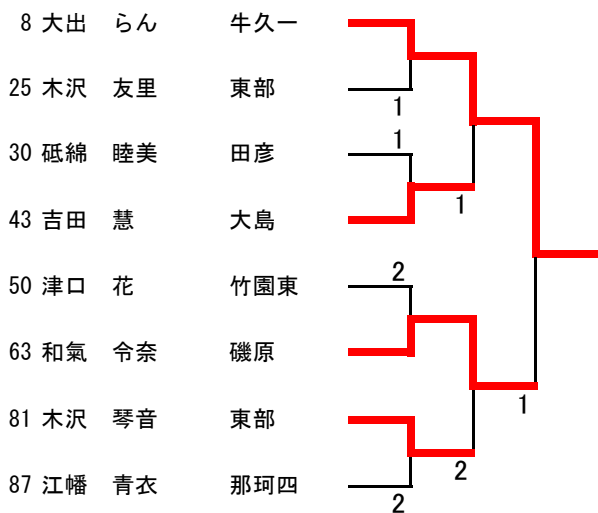 8 大出 らん 牛久一
25 木沢 友里 東部
1
1
30 砥綿 睦美 田彦
43 吉田 慧 大島
1
2
50 津口 花 竹園東
63 和氣 令奈 磯原
1
81 木沢 琴音 東部
2
87 江幡 青衣 那珂四
2